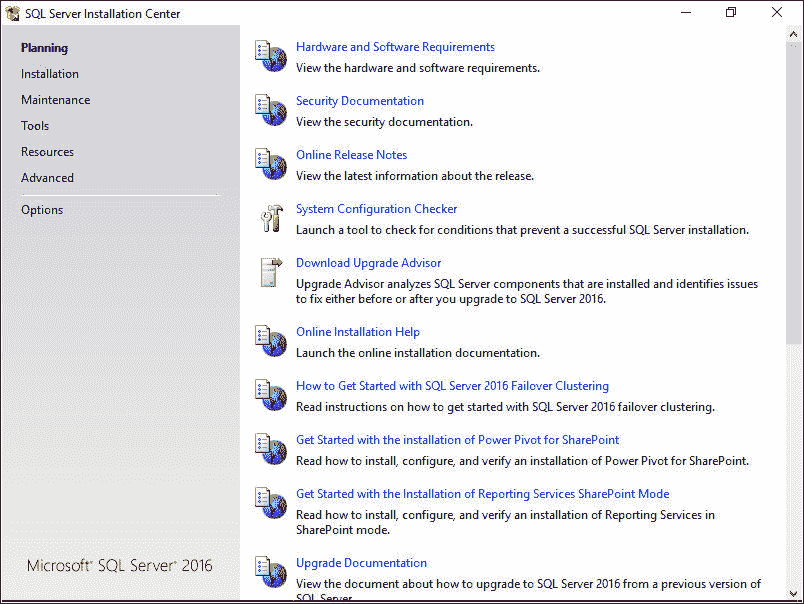 SQL Server Installation Center
Planning
Installation
Maintenance
Tools
Resources
Advanced
Options
Microsoft® SQL Server® 2016
Hardware and Software Requirements
View the hardware and software requirements.
Security Documentation
View the security documentation.
Online Release Notes
View the latest information about the release.
System Configuration Checker
Launch a tool to check for conditions that prevent a successful SQL Server installation.
Download Upgrade Advisor
Upgrade Advisor analyzes SQL Server components that are installed and identifies issues
to fix either before or after you upgrade to SQL Server 2016.
Online Installation Help
Launch the online installation documentation.
How to Get Started with SQL Server 2016 Failover Clustering
Read instructions on how to get started with SQL Server 2016 failover clustering.
Get Started with the installation of Power Pivot for SharePoint
Read how to install, configure, and verify an installation of Power Pivot for SharePoint.
Get Started with the Installation of Reporting Services SharePoint Mode
Read how to install, configure, and verify an installation of Reporting Services in
SharePoint mode.
Upgrade Documentation
View the document about how to upgrade to SQL Server 2016 from a previous version of
SQL Server.